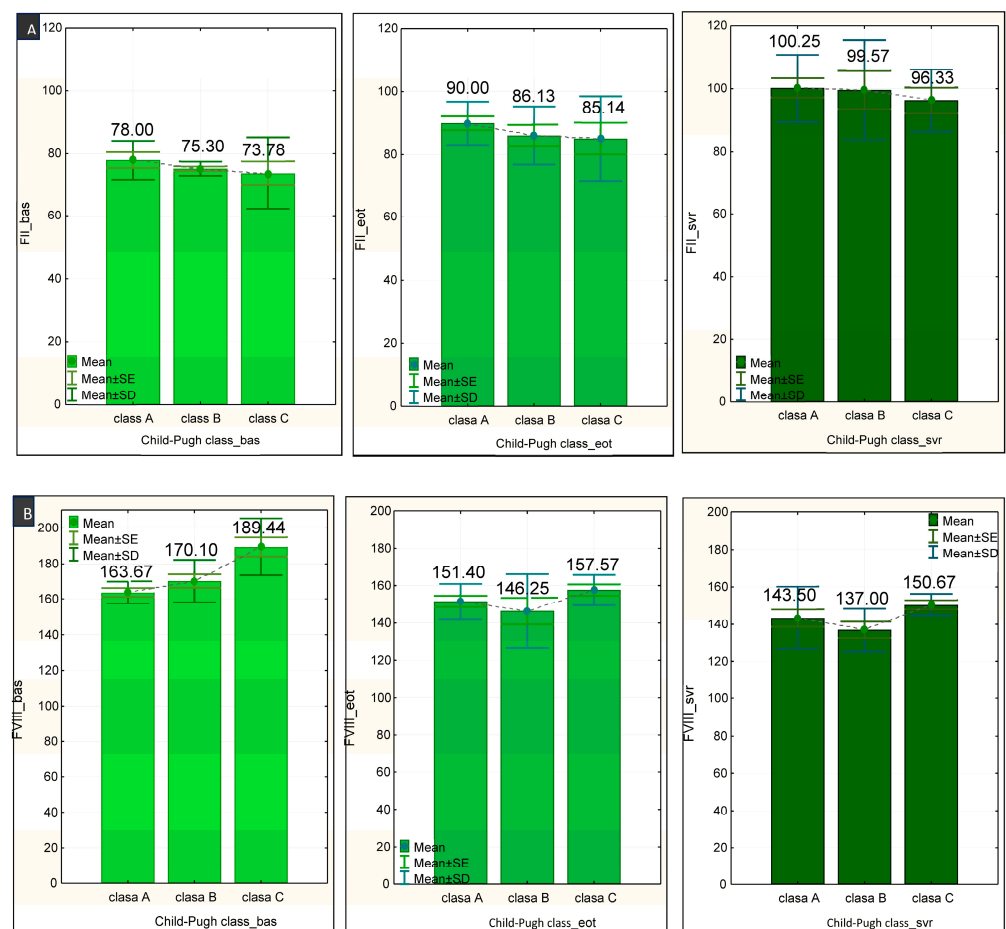 A
120
100
80
60
40
20
0
FII_bas
78.00
75.30
73.78
Mean
Mean±SE
Mean±SD
class A class B class C
Child-Pugh class_bas
120
100
80
60
40
20
0
FII_eot
90.00
86.13
85.14
Mean
Mean±SE
Mean±SD
clasa A clasa B clasa C
Child-Pugh class_eot
120
100
80
60
40
20
0
FII_svr
100.25
99.57
96.33
Mean
Mean±SE
Mean±SD
clasa A clasa B clasa C
Child-Pugh class_svr
B
200
180
160
140
120
100
80
60
40
20
0
FVIII_bas
Mean
Mean±SE
Mean±SD
163.67
170.10
189.44
clasa A clasa B clasa C
Child-Pugh class_bas
200
180
160
140
120
100
80
60
40
20
0
FVIII_eot
151.40
146.25
157.57
Mean
Mean±SE
Mean±SD
clasa A clasa B clasa C
Child-Pugh class_eot
200
180
160
140
120
100
80
60
40
20
0
FVIII_svr
Mean
Mean±SE
Mean±SD
143.50
137.00
150.67
clasa A clasa B clasa C
Child-Pugh class_svr